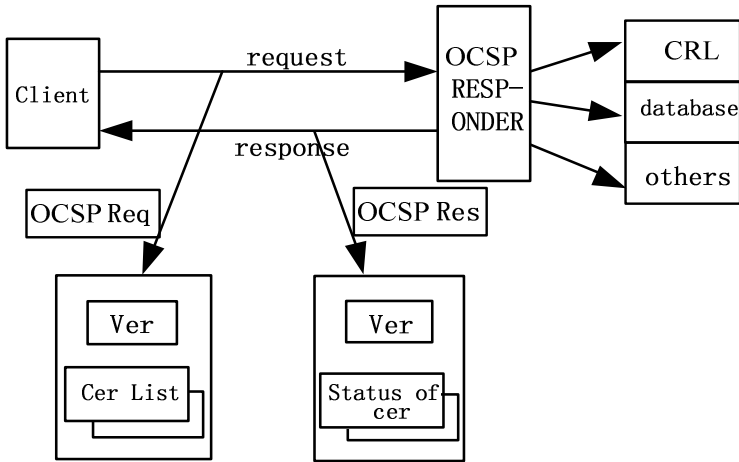 request
OCSP
RESP-
ONDER
CRL
Client
database
response
others
OCSP Req
OCSP Res
Ver
Ver
Cer List
Status of
cer